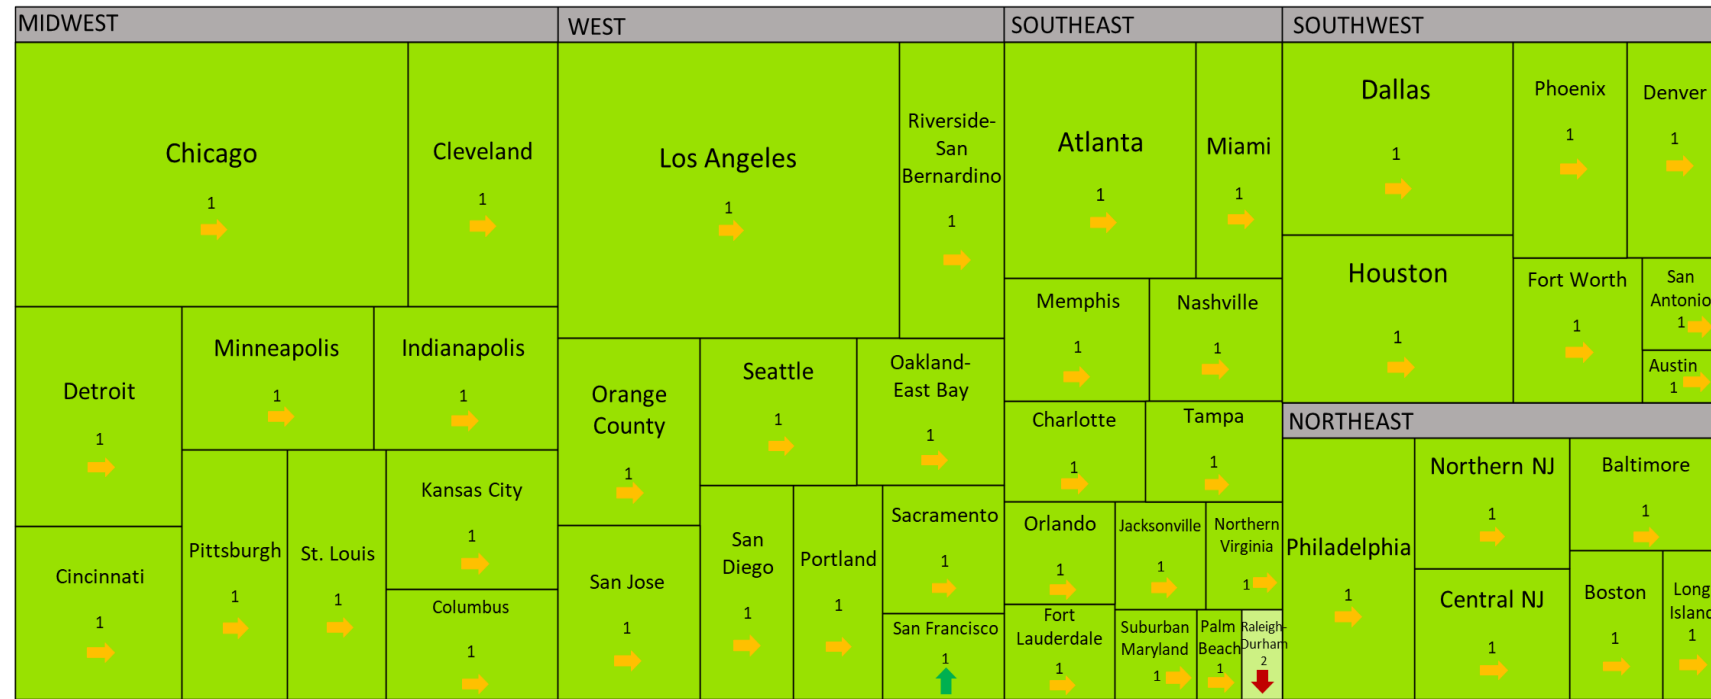 MIDWEST
Chicago
1
Cleveland
1
Detroit
1
Minneapolis
1
Indianapolis
1
Cincinnati
1
Pittsburgh
1
St. Louis
1
Kansas City
1
Columbus
1
WEST
Los Angeles
1
Riverside-
San
Bernardino
1
Orange
County
1
Seattle
1
Oakland-
East Bay
1
San Jose
1
San
Diego
1
Portland
1
Sacramento
1
San Francisco
1
SOUTHEAST
Atlanta
1
Miami
1
Memphis
1
Nashville
1
Charlotte
1
Tampa
1
Orlando
1
Jacksonville
1
Northern
Virginia
1
Fort
Lauderdale
1
Suburban
Maryland
1
Palm
Beach
1
Raleigh-
Durham
2
SOUTHWEST
Dallas
1
Phoenix
1
Denver
1
Houston
1
Fort Worth
1
San
Antonio
1
Austin
1
NORTHEAST
Philadelphia
1
Northern NJ
1
Baltimore
1
Central NJ
1
Boston
1
Long
Island
1